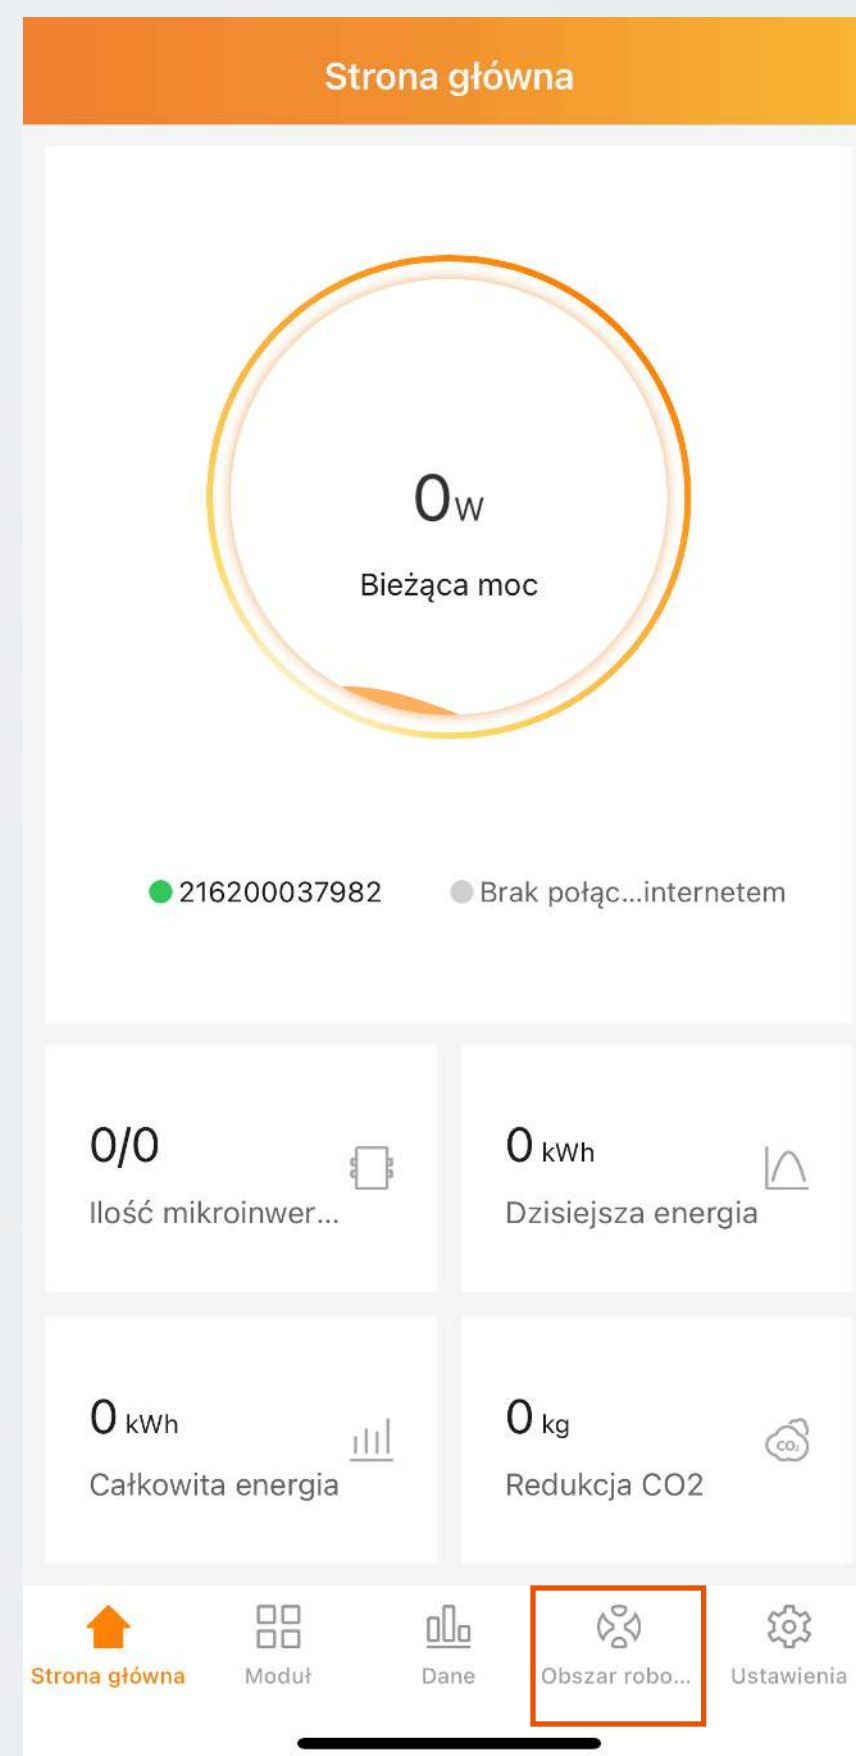 Strona główna
0W
Bieżąca moc
216200037982
Brak połąc...internetem
0/0
Ilość mikroinwer...
0 kWh
Dzisiejsza energia
0 kWh
Całkowita energia
0 kg
Redukcja CO2
CO₂
Strona główna
Moduł
Dane
Obszar robo...
Ustawienia